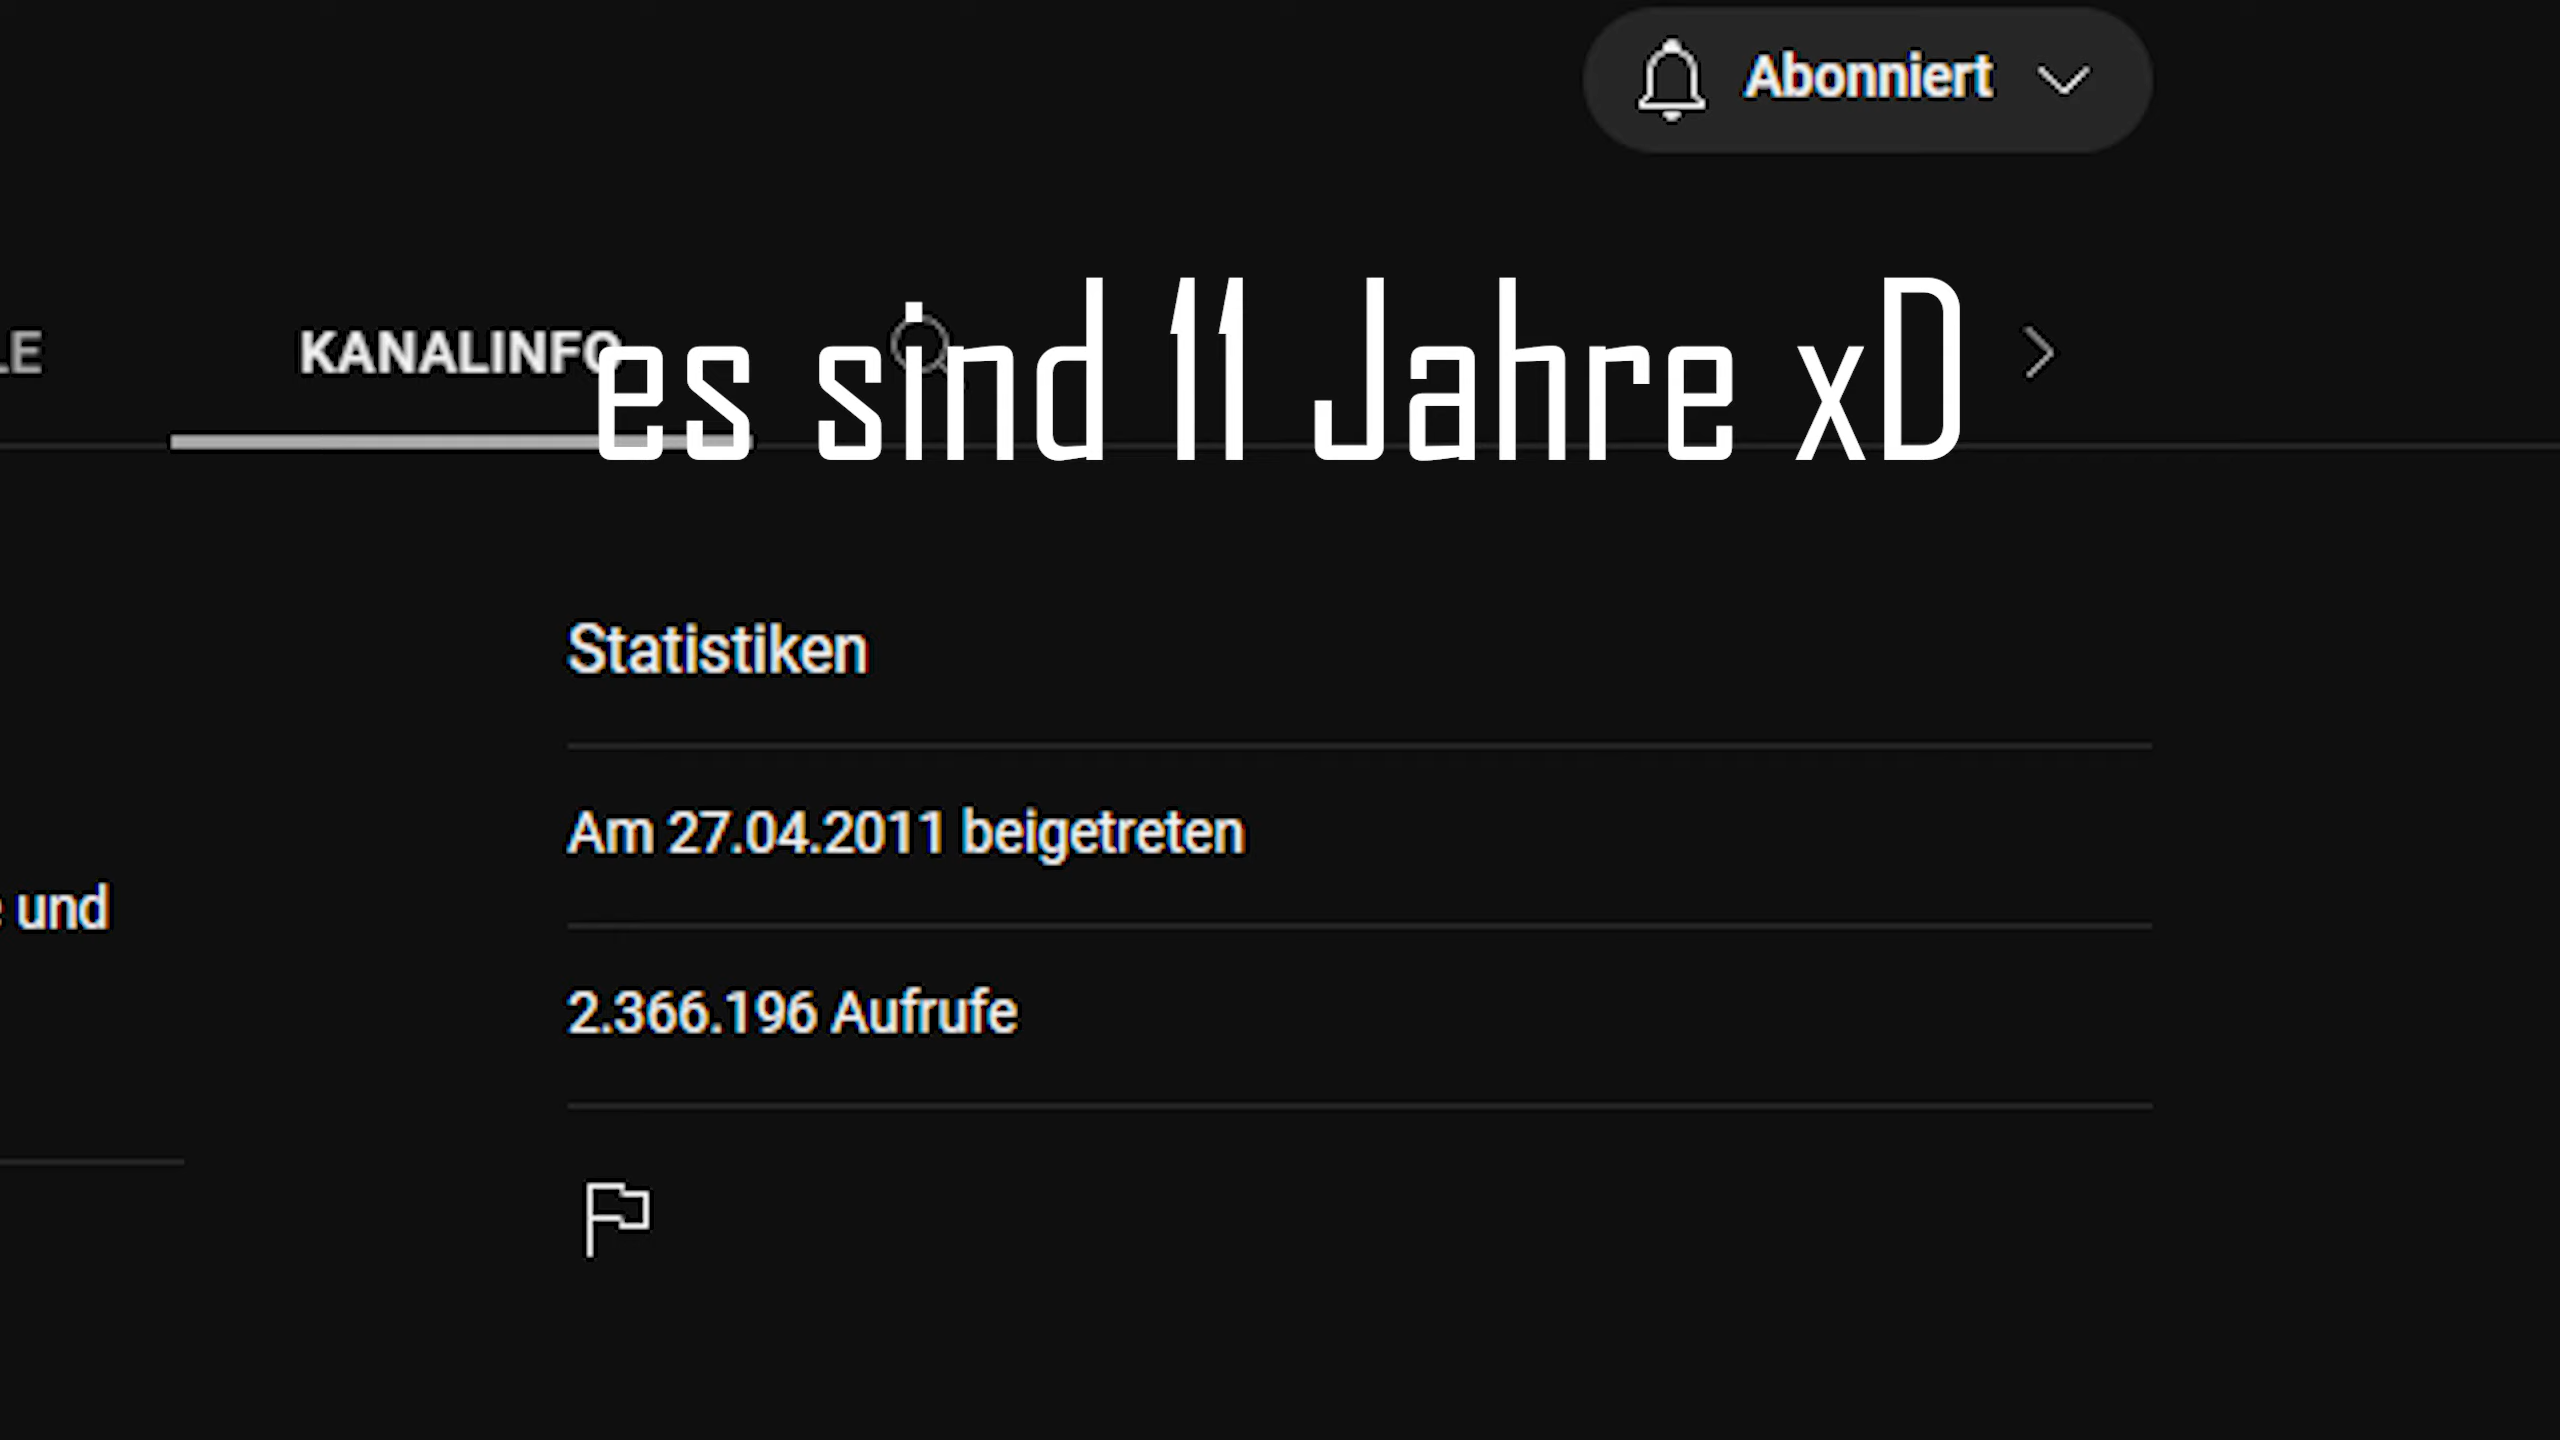 Abonniert
LE
KANALINFO
es sind 11 Jahre xD
Statistiken
Am 27.04.2011 beigetreten
und
2.366.196 Aufrufe